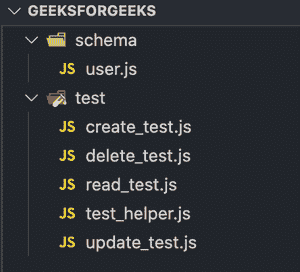 GEEKSFORGEEKS
schema
JS user.js
test
JS create_test.js
JS delete_test.js
JS read_test.js
JS test_helper.js
JS update_test.js